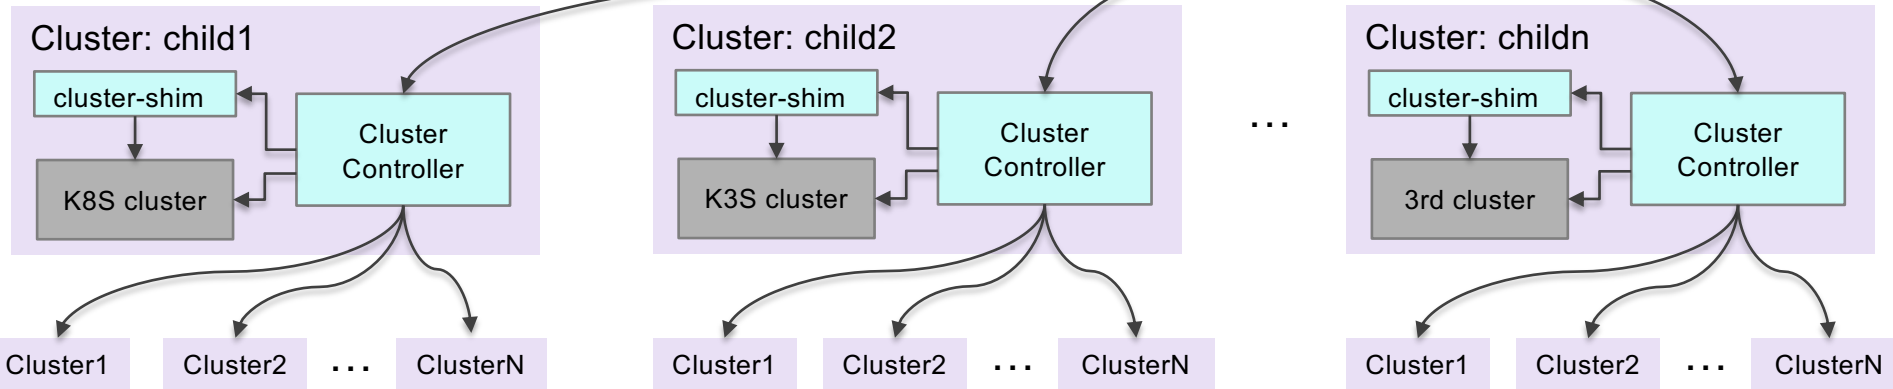 Cluster: child1
cluster-shim
Cluster
Controller
K8S cluster
Cluster1
Cluster2
...
ClusterN
Cluster: child2
cluster-shim
Cluster
Controller
K3S cluster
Cluster1
Cluster2
...
ClusterN
...
Cluster: childn
cluster-shim
Cluster
Controller
3rd cluster
Cluster1
Cluster2
...
ClusterN